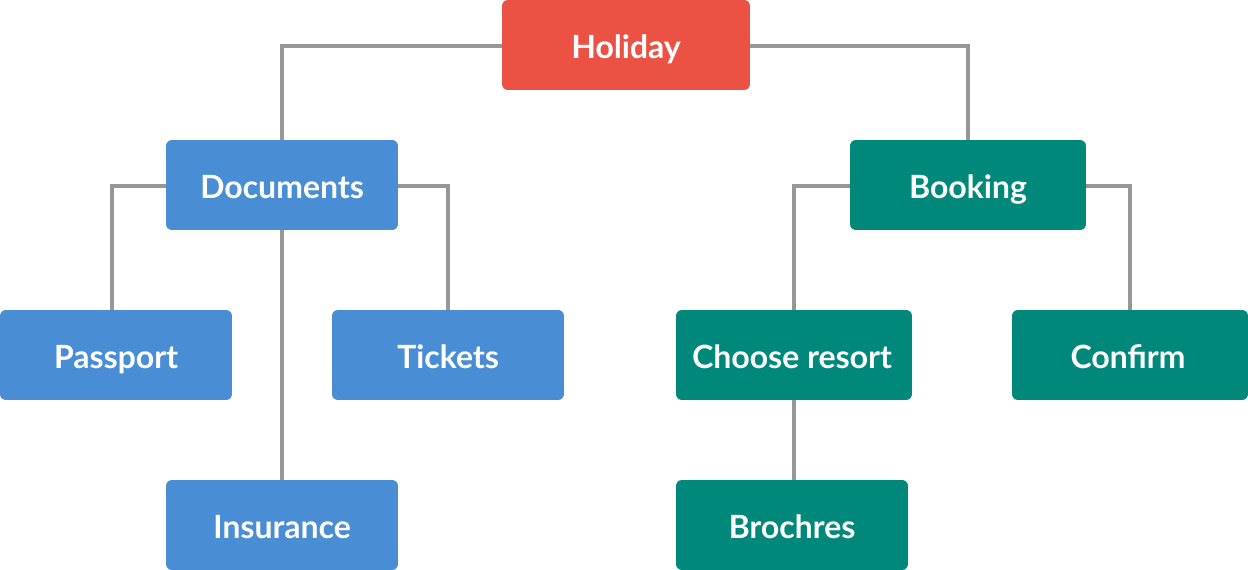 Holiday
Documents
Booking
Passport
Tickets
Choose resort
Confirm
Insurance
Brochres